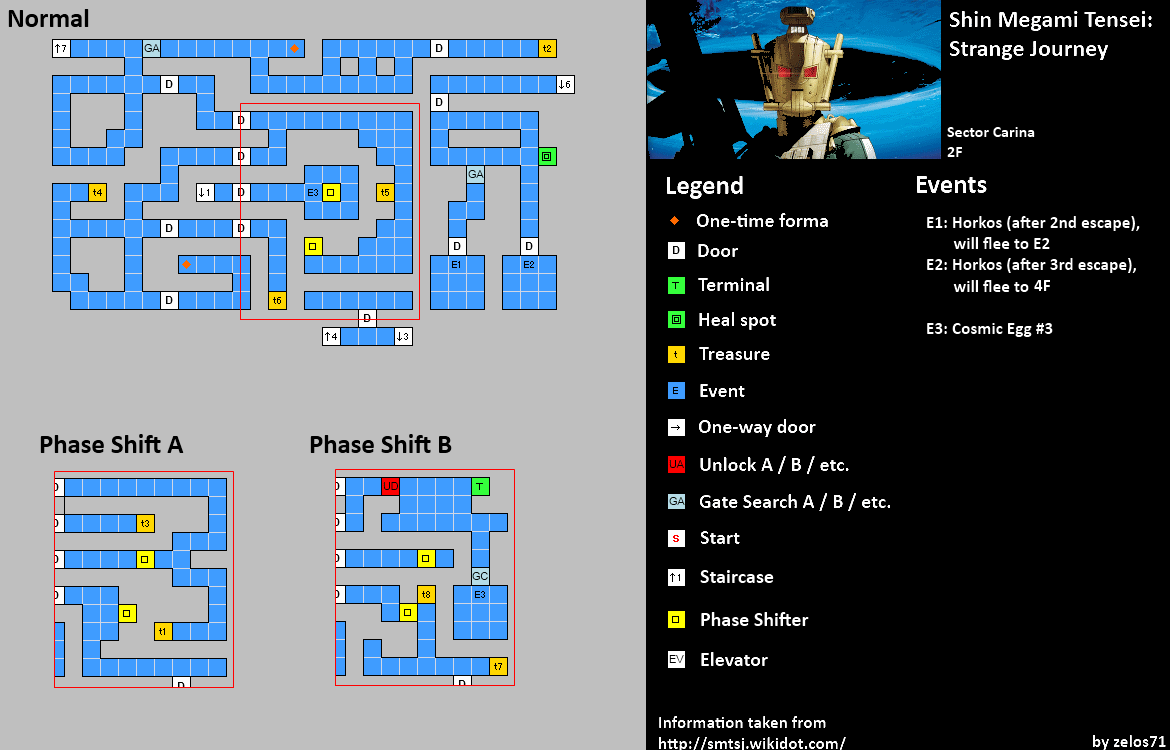 Normal
↑7
GA
D
t2
D
↓6
D
D
D
GA
t4
↓1
D
E3
t5
D
D
D
D
E1
E2
D
t6
D
↑4
↓3
Phase Shift A
D
D
t3
D
D
t1
D
Phase Shift B
D
UD
T
D
D
GC
D
t8
E3
t7
D
Shin Megami Tensei:
Strange Journey
Sector Carina
2F
Legend
One-time forma
D Door
T Terminal
Heal spot
t Treasure
E Event
→ One-way door
UA Unlock A / B / etc.
GA Gate Search A / B / etc.
S Start
↑1 Staircase
Phase Shifter
EV Elevator
Events
E1: Horkos (after 2nd escape),
will flee to E2
E2: Horkos (after 3rd escape),
will flee to 4F
E3: Cosmic Egg #3
Information taken from
http://smtsj.wikidot.com/
by zelos71